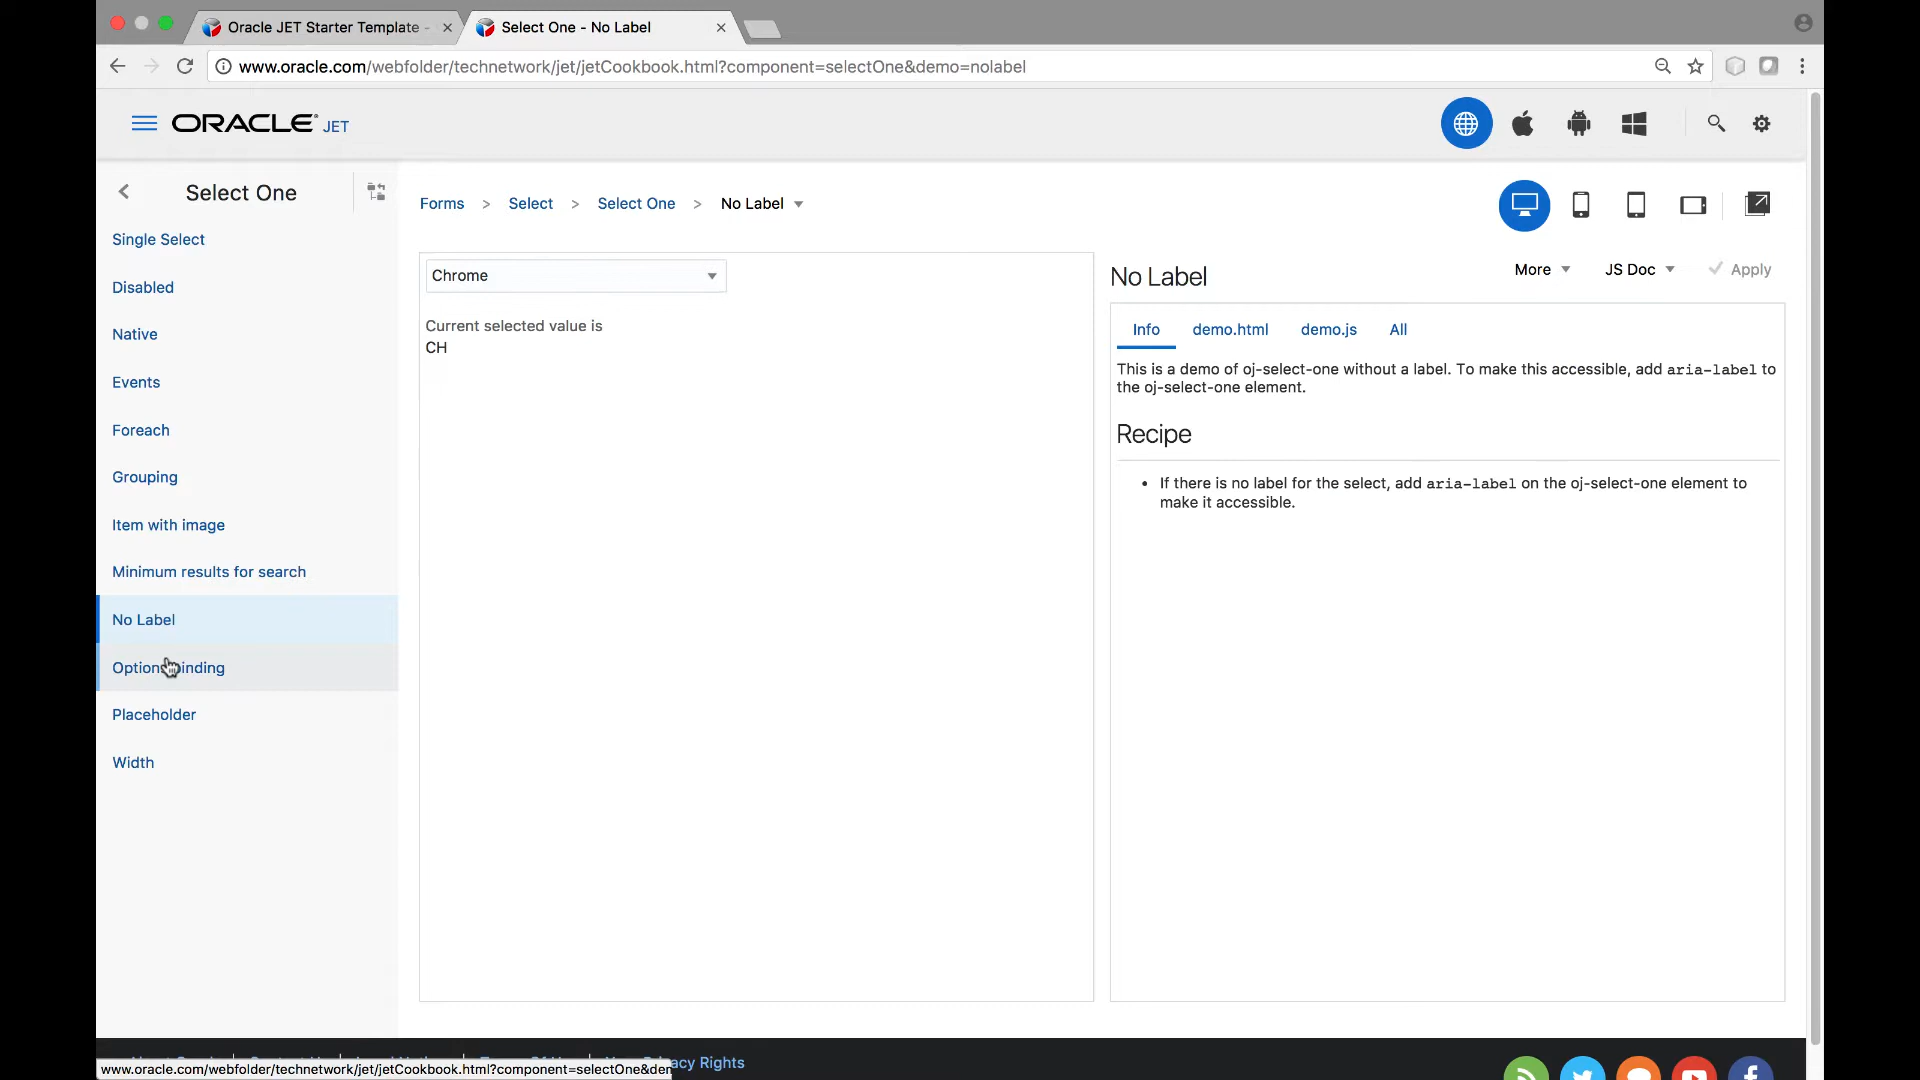 Oracle JET Starter Template -
Select One - No Label
www.oracle.com/webfolder/technetwork/jet/jetCookbook.html?component=selectOne&demo=nolabel
ORACLE JET
Select One
Single Select
Disabled
Native
Events
Foreach
Grouping
Item with image
Minimum results for search
No Label
Placeholder
Width
Forms > Select > Select One > No Label
Chrome
Current selected value is
CH
No Label
More JS Doc Apply
Info demo.html demo.js All
This is a demo of oj-select-one without a label. To make this accessible, add aria-label to
the oj-select-one element.
Recipe
• If there is no label for the select, add aria-label on the oj-select-one element to
make it accessible.
Rights
www.oracle.com/webfolder/technetwork/jet/jetCookbook.html?component=selectOne&dem